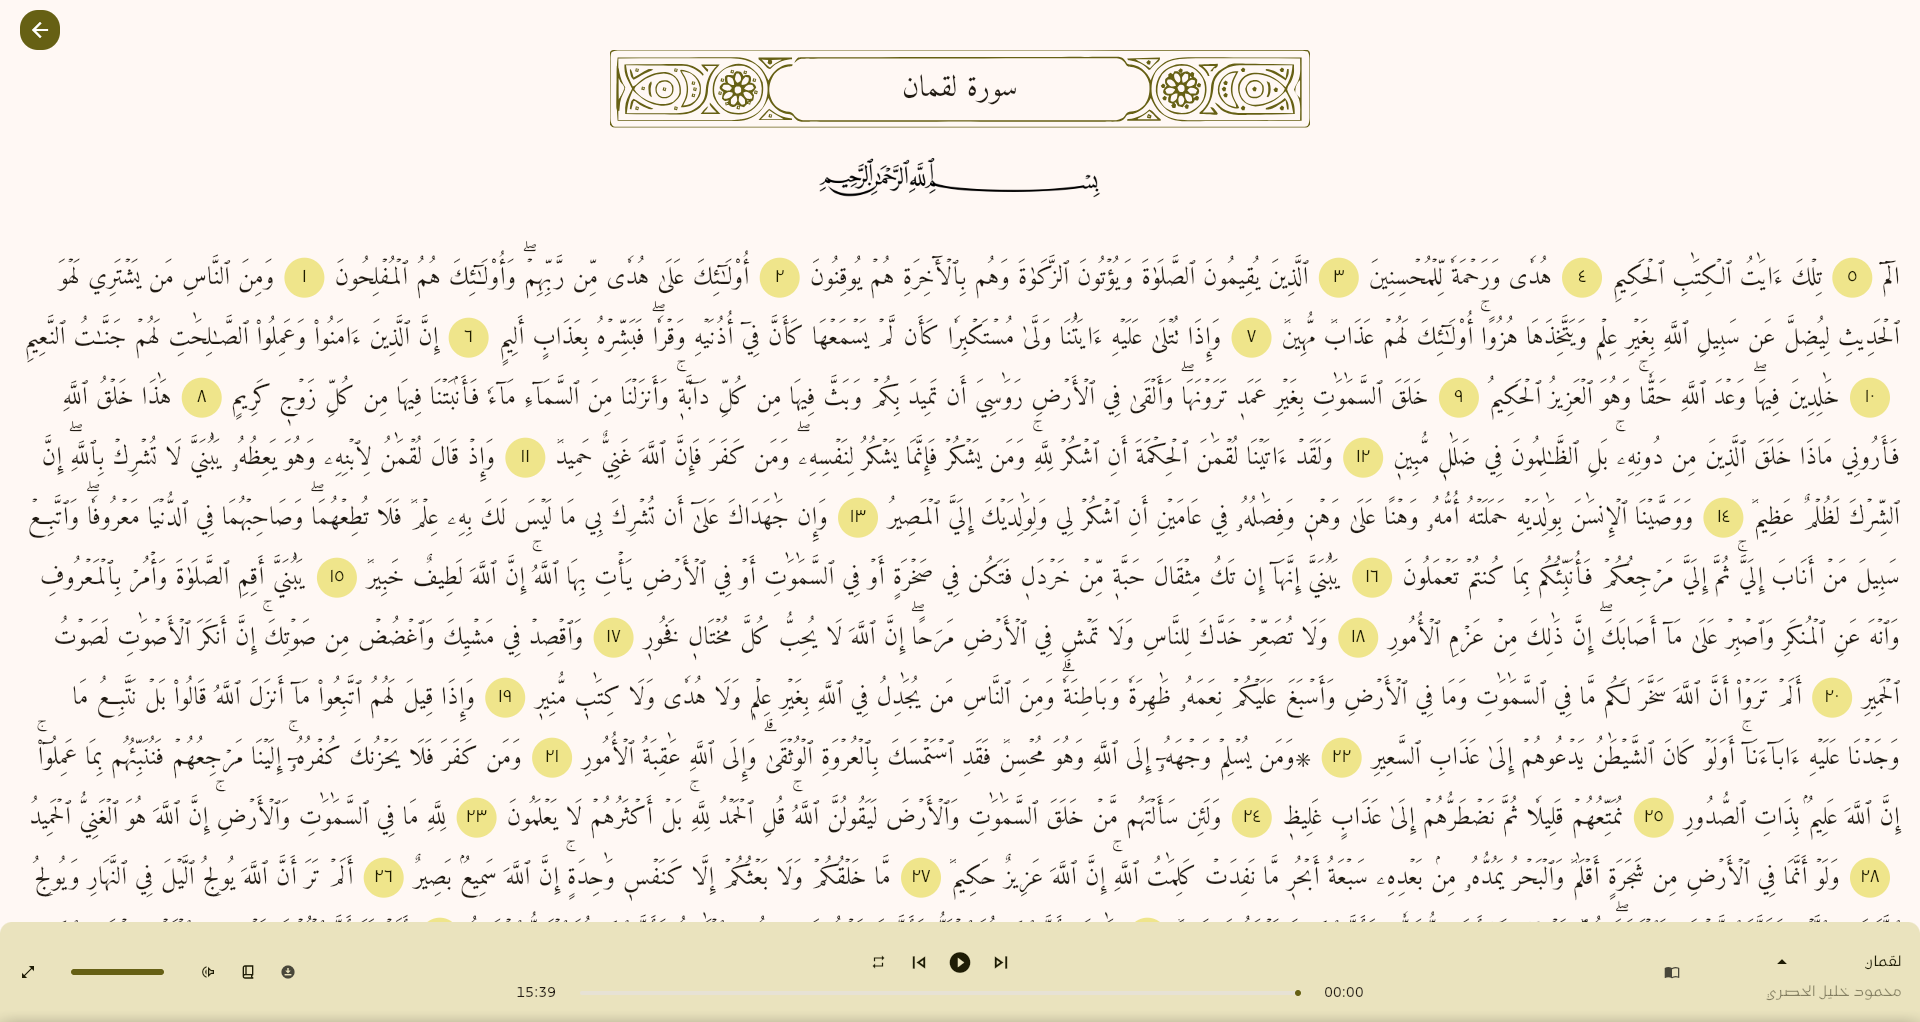 سورة لقمان
بِسۡمِ ٱللَّهِ ٱلرَّحۡمَٰنِ ٱلرَّحِيمِ
الٓمٓ ٥ تِلۡكَ ءَايَٰتُ ٱلۡكِتَٰبِ ٱلۡحَكِيمِ ٤ هُدٗى وَرَحۡمَةٗ لِّلۡمُحۡسِنِينَ ٣ ٱلَّذِينَ يُقِيمُونَ ٱلصَّلَوٰةَ وَيُؤۡتُونَ ٱلزَّكَوٰةَ وَهُم بِٱلۡأٓخِرَةِ هُمۡ يُوقِنُونَ ٢ أُوْلَٰٓئِكَ عَلَىٰ هُدٗى مِّن رَّبِّهِمۡۖ وَأُوْلَٰٓئِكَ هُمُ ٱلۡمُفۡلِحُونَ ١ وَمِنَ ٱلنَّاسِ مَن يَشۡتَرِي لَهۡوَ
ٱلۡحَدِيثِ لِيُضِلَّ عَن سَبِيلِ ٱللَّهِ بِغَيۡرِ عِلۡمٖ وَيَتَّخِذَهَا هُزُوًاۚ أُوْلَٰٓئِكَ لَهُمۡ عَذَابٞ مُّهِينٞ ٧ وَإِذَا تُتۡلَىٰ عَلَيۡهِ ءَايَٰتُنَا وَلَّىٰ مُسۡتَكۡبِرٗا كَأَن لَّمۡ يَسۡمَعۡهَا كَأَنَّ فِيٓ أُذُنَيۡهِ وَقۡرٗاۖ فَبَشِّرۡهُ بِعَذَابٍ أَلِيمٍ ٦ إِنَّ ٱلَّذِينَ ءَامَنُواْ وَعَمِلُواْ ٱلصَّٰلِحَٰتِ لَهُمۡ جَنَّٰتُ ٱلنَّعِيمِ
١٠ خَٰلِدِينَ فِيهَاۖ وَعۡدَ ٱللَّهِ حَقّٗاۚ وَهُوَ ٱلۡعَزِيزُ ٱلۡحَكِيمُ ٩ خَلَقَ ٱلسَّمَٰوَٰتِ بِغَيۡرِ عَمَدٖ تَرَوۡنَهَاۖ وَأَلۡقَىٰ فِي ٱلۡأَرۡضِ رَوَٰسِيَ أَن تَمِيدَ بِكُمۡ وَبَثَّ فِيهَا مِن كُلِّ دَآبَّةٖۚ وَأَنزَلۡنَا مِنَ ٱلسَّمَآءِ مَآءٗ فَأَنۢبَتۡنَا فِيهَا مِن كُلِّ زَوۡجٖ كَرِيمٍ ٨ هَٰذَا خَلۡقُ ٱللَّهِ
فَأَرُونِي مَاذَا خَلَقَ ٱلَّذِينَ مِن دُونِهِۦۚ بَلِ ٱلظَّٰلِمُونَ فِي ضَلَٰلٖ مُّبِينٖ ١٢ وَلَقَدۡ ءَاتَيۡنَا لُقۡمَٰنَ ٱلۡحِكۡمَةَ أَنِ ٱشۡكُرۡ لِلَّهِۚ وَمَن يَشۡكُرۡ فَإِنَّمَا يَشۡكُرُ لِنَفۡسِهِۦۖ وَمَن كَفَرَ فَإِنَّ ٱللَّهَ غَنِيٌّ حَمِيدٞ ١١ وَإِذۡ قَالَ لُقۡمَٰنُ لِٱبۡنِهِۦ وَهُوَ يَعِظُهُۥ يَٰبُنَيَّ لَا تُشۡرِكۡ بِٱللَّهِۖ إِنَّ
ٱلشِّرۡكَ لَظُلۡمٌ عَظِيمٞ ١٤ وَوَصَّيۡنَا ٱلۡإِنسَٰنَ بِوَٰلِدَيۡهِ حَمَلَتۡهُ أُمُّهُۥ وَهۡنًا عَلَىٰ وَهۡنٖ وَفِصَٰلُهُۥ فِي عَامَيۡنِ أَنِ ٱشۡكُرۡ لِي وَلِوَٰلِدَيۡكَ إِلَيَّ ٱلۡمَصِيرُ ١٣ وَإِن جَٰهَدَاكَ عَلَىٰٓ أَن تُشۡرِكَ بِي مَا لَيۡسَ لَكَ بِهِۦ عِلۡمٞ فَلَا تُطِعۡهُمَاۖ وَصَاحِبۡهُمَا فِي ٱلدُّنۡيَا مَعۡرُوفٗاۖ وَٱتَّبِعۡ
سَبِيلَ مَنۡ أَنَابَ إِلَيَّۚ ثُمَّ إِلَيَّ مَرۡجِعُكُمۡ فَأُنَبِّئُكُم بِمَا كُنتُمۡ تَعۡمَلُونَ ١٦ يَٰبُنَيَّ إِنَّهَآ إِن تَكُ مِثۡقَالَ حَبَّةٖ مِّنۡ خَرۡدَلٖ فَتَكُن فِي صَخۡرَةٍ أَوۡ فِي ٱلسَّمَٰوَٰتِ أَوۡ فِي ٱلۡأَرۡضِ يَأۡتِ بِهَا ٱللَّهُۚ إِنَّ ٱللَّهَ لَطِيفٌ خَبِيرٞ ١٥ يَٰبُنَيَّ أَقِمِ ٱلصَّلَوٰةَ وَأۡمُرۡ بِٱلۡمَعۡرُوفِ
وَٱنۡهَ عَنِ ٱلۡمُنكَرِ وَٱصۡبِرۡ عَلَىٰ مَآ أَصَابَكَۖ إِنَّ ذَٰلِكَ مِنۡ عَزۡمِ ٱلۡأُمُورِ ١٨ وَلَا تُصَعِّرۡ خَدَّكَ لِلنَّاسِ وَلَا تَمۡشِ فِي ٱلۡأَرۡضِ مَرَحًاۖ إِنَّ ٱللَّهَ لَا يُحِبُّ كُلَّ مُخۡتَالٖ فَخُورٖ ١٧ وَٱقۡصِدۡ فِي مَشۡيِكَ وَٱغۡضُضۡ مِن صَوۡتِكَۚ إِنَّ أَنكَرَ ٱلۡأَصۡوَٰتِ لَصَوۡتُ
ٱلۡحَمِيرِ ٢٠ أَلَمۡ تَرَوۡاْ أَنَّ ٱللَّهَ سَخَّرَ لَكُم مَّا فِي ٱلسَّمَٰوَٰتِ وَمَا فِي ٱلۡأَرۡضِ وَأَسۡبَغَ عَلَيۡكُمۡ نِعَمَهُۥ ظَٰهِرَةٗ وَبَاطِنَةٗۗ وَمِنَ ٱلنَّاسِ مَن يُجَٰدِلُ فِي ٱللَّهِ بِغَيۡرِ عِلۡمٖ وَلَا هُدٗى وَلَا كِتَٰبٖ مُّنِيرٖ ١٩ وَإِذَا قِيلَ لَهُمُ ٱتَّبِعُواْ مَآ أَنزَلَ ٱللَّهُ قَالُواْ بَلۡ نَتَّبِعُ مَا
وَجَدۡنَا عَلَيۡهِ ءَابَآءَنَآۚ أَوَلَوۡ كَانَ ٱلشَّيۡطَٰنُ يَدۡعُوهُمۡ إِلَىٰ عَذَابِ ٱلسَّعِيرِ ٢٢ ۞وَمَن يُسۡلِمۡ وَجۡهَهُۥٓ إِلَى ٱللَّهِ وَهُوَ مُحۡسِنٞ فَقَدِ ٱسۡتَمۡسَكَ بِٱلۡعُرۡوَةِ ٱلۡوُثۡقَىٰۗ وَإِلَى ٱللَّهِ عَٰقِبَةُ ٱلۡأُمُورِ ٢١ وَمَن كَفَرَ فَلَا يَحۡزُنكَ كُفۡرُهُۥٓۚ إِلَيۡنَا مَرۡجِعُهُمۡ فَنُنَبِّئُهُم بِمَا عَمِلُوٓاْۚ
إِنَّ ٱللَّهَ عَلِيمُۢ بِذَاتِ ٱلصُّدُورِ ٢٥ نُمَتِّعُهُمۡ قَلِيلٗا ثُمَّ نَضۡطَرُّهُمۡ إِلَىٰ عَذَابٍ غَلِيظٖ ٢٤ وَلَئِن سَأَلۡتَهُم مَّنۡ خَلَقَ ٱلسَّمَٰوَٰتِ وَٱلۡأَرۡضَ لَيَقُولُنَّ ٱللَّهُۚ قُلِ ٱلۡحَمۡدُ لِلَّهِۚ بَلۡ أَكۡثَرُهُمۡ لَا يَعۡلَمُونَ ٢٣ لِلَّهِ مَا فِي ٱلسَّمَٰوَٰتِ وَٱلۡأَرۡضِۚ إِنَّ ٱللَّهَ هُوَ ٱلۡغَنِيُّ ٱلۡحَمِيدُ
٢٨ وَلَوۡ أَنَّمَا فِي ٱلۡأَرۡضِ مِن شَجَرَةٍ أَقۡلَٰمٞ وَٱلۡبَحۡرُ يَمُدُّهُۥ مِنۢ بَعۡدِهِۦ سَبۡعَةُ أَبۡحُرٖ مَّا نَفِدَتۡ كَلِمَٰتُ ٱللَّهِۚ إِنَّ ٱللَّهَ عَزِيزٌ حَكِيمٞ ٢٧ مَّا خَلۡقُكُمۡ وَلَا بَعۡثُكُمۡ إِلَّا كَنَفۡسٖ وَٰحِدَةٍۚ إِنَّ ٱللَّهَ سَمِيعُۢ بَصِيرٌ ٢٦ أَلَمۡ تَرَ أَنَّ ٱللَّهَ يُولِجُ ٱلَّيۡلَ فِي ٱلنَّهَارِ وَيُولِجُ
لقمان
محمود خليل الحصري
00:00
15:39